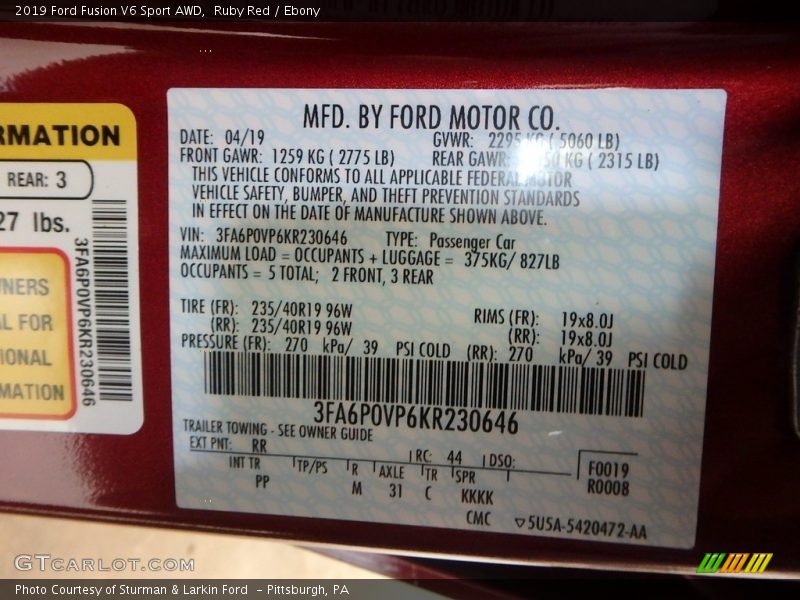 2019 Ford Fusion V6 Sport AWD,  Ruby Red / Ebony
RMATION
REAR: 3
27 lbs.
3FA6P0VP6KR230646
NERS
AL FOR
IONAL
MATION
MFD. BY FORD MOTOR CO.
DATE: 04/19 GVWR: 2295 KG ( 5060 LB)
FRONT GAWR: 1259 KG ( 2775 LB) REAR GAWR: 50 KG ( 2315 LB)
THIS VEHICLE CONFORMS TO ALL APPLICABLE FEDERAL MOTOR
VEHICLE SAFETY, BUMPER, AND THEFT PREVENTION STANDARDS
IN EFFECT ON THE DATE OF MANUFACTURE SHOWN ABOVE.
VIN: 3FA6P0VP6KR230646 TYPE: Passenger Car
MAXIMUM LOAD = OCCUPANTS + LUGGAGE = 375KG/ 827LB
OCCUPANTS = 5 TOTAL; 2 FRONT, 3 REAR
TIRE (FR): 235/40R19 96W RIMS (FR): 19x8.0J
(RR): 235/40R19 96W (RR): 19x8.0J
PRESSURE (FR): 270 kPa/ 39 PSI COLD (RR): 270 kPa/ 39 PSI COLD
3FA6P0VP6KR230646
TRAILER TOWING - SEE OWNER GUIDE
EXT PNT: RR RC: 44 DSO: F0019
INT TR TP/PS R AXLE TR SPR R0008
PP M 31 C KKKK
CMC ▽5U5A-5420472-AA
GTCARLOT.COM
Photo Courtesy of Sturman & Larkin Ford  - Pittsburgh, PA